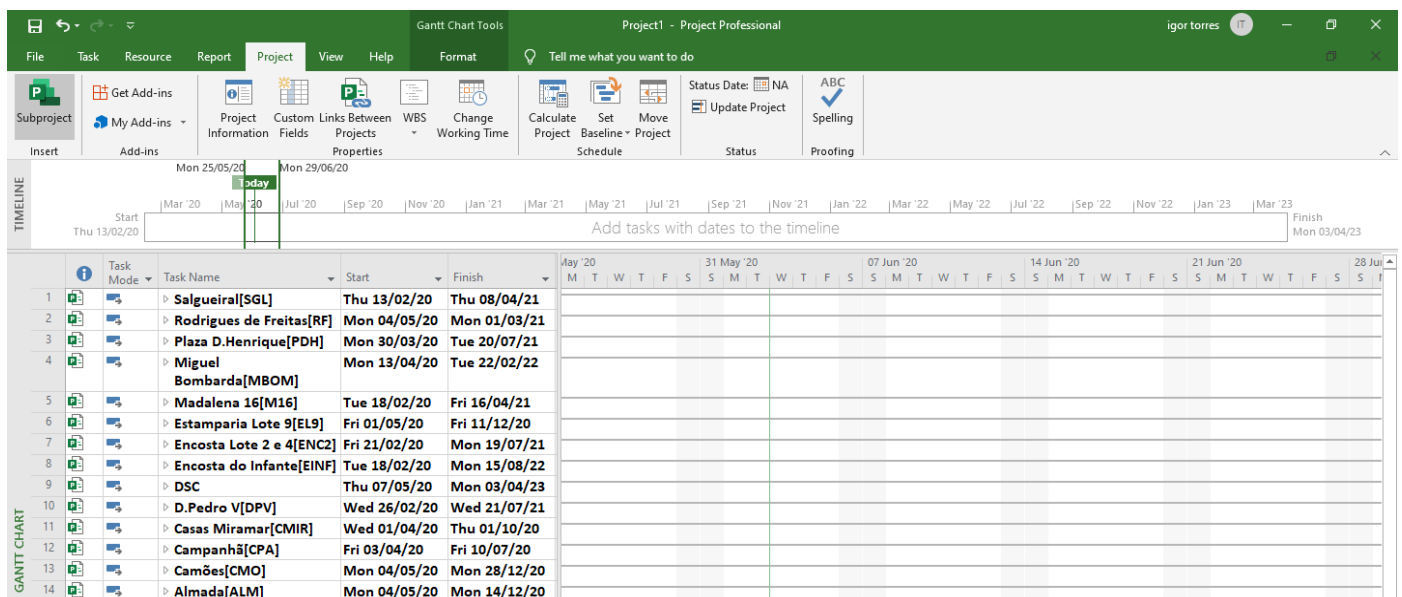 Gantt Chart Tools Project1 - Project Professional igor torres IT
File Task Resource Report Project View Help Format Tell me what you want to do
Subproject
Insert
Get Add-ins
My Add-ins
Add-ins
Project Information
Custom Fields
Links Between Projects
WBS
Change Working Time
Properties
Calculate Project
Set Baseline
Move Project
Schedule
Status Date: NA
Update Project
Status
ABC
Spelling
Proofing
TIMELINE
Mon 25/05/20 Mon 29/06/20
Today
Mar '20 May '20 Jul '20 Sep '20 Nov '20 Jan '21 Mar '21 May '21 Jul '21 Sep '21 Nov '21 Jan '22 Mar '22 May '22 Jul '22 Sep '22 Nov '22 Jan '23 Mar '23
Start
Thu 13/02/20
Add tasks with dates to the timeline
Finish
Mon 03/04/23
GANTT CHART
Task Mode Task Name Start Finish
May '20 31 May '20 07 Jun '20 14 Jun '20 21 Jun '20 28 Jun
M T W T F S S M T W T F S S M T W T F S S M T W T F S S M T W T F S S
1 Salgueiral[SGL] Thu 13/02/20 Thu 08/04/21
2 Rodrigues de Freitas[RF] Mon 04/05/20 Mon 01/03/21
3 Plaza D.Henrique[PDH] Mon 30/03/20 Tue 20/07/21
4 Miguel Bombarda[MBOM] Mon 13/04/20 Tue 22/02/22
5 Madalena 16[M16] Tue 18/02/20 Fri 16/04/21
6 Estamparia Lote 9[EL9] Fri 01/05/20 Fri 11/12/20
7 Encosta Lote 2 e 4[ENC2] Fri 21/02/20 Mon 19/07/21
8 Encosta do Infante[EINF] Tue 18/02/20 Mon 15/08/22
9 DSC Thu 07/05/20 Mon 03/04/23
10 D.Pedro V[DPV] Wed 26/02/20 Wed 21/07/21
11 Casas Miramar[CMIR] Wed 01/04/20 Thu 01/10/20
12 Campanhã[CPA] Fri 03/04/20 Fri 10/07/20
13 Camões[CMO] Mon 04/05/20 Mon 28/12/20
14 Almada[ALM] Mon 04/05/20 Mon 14/12/20